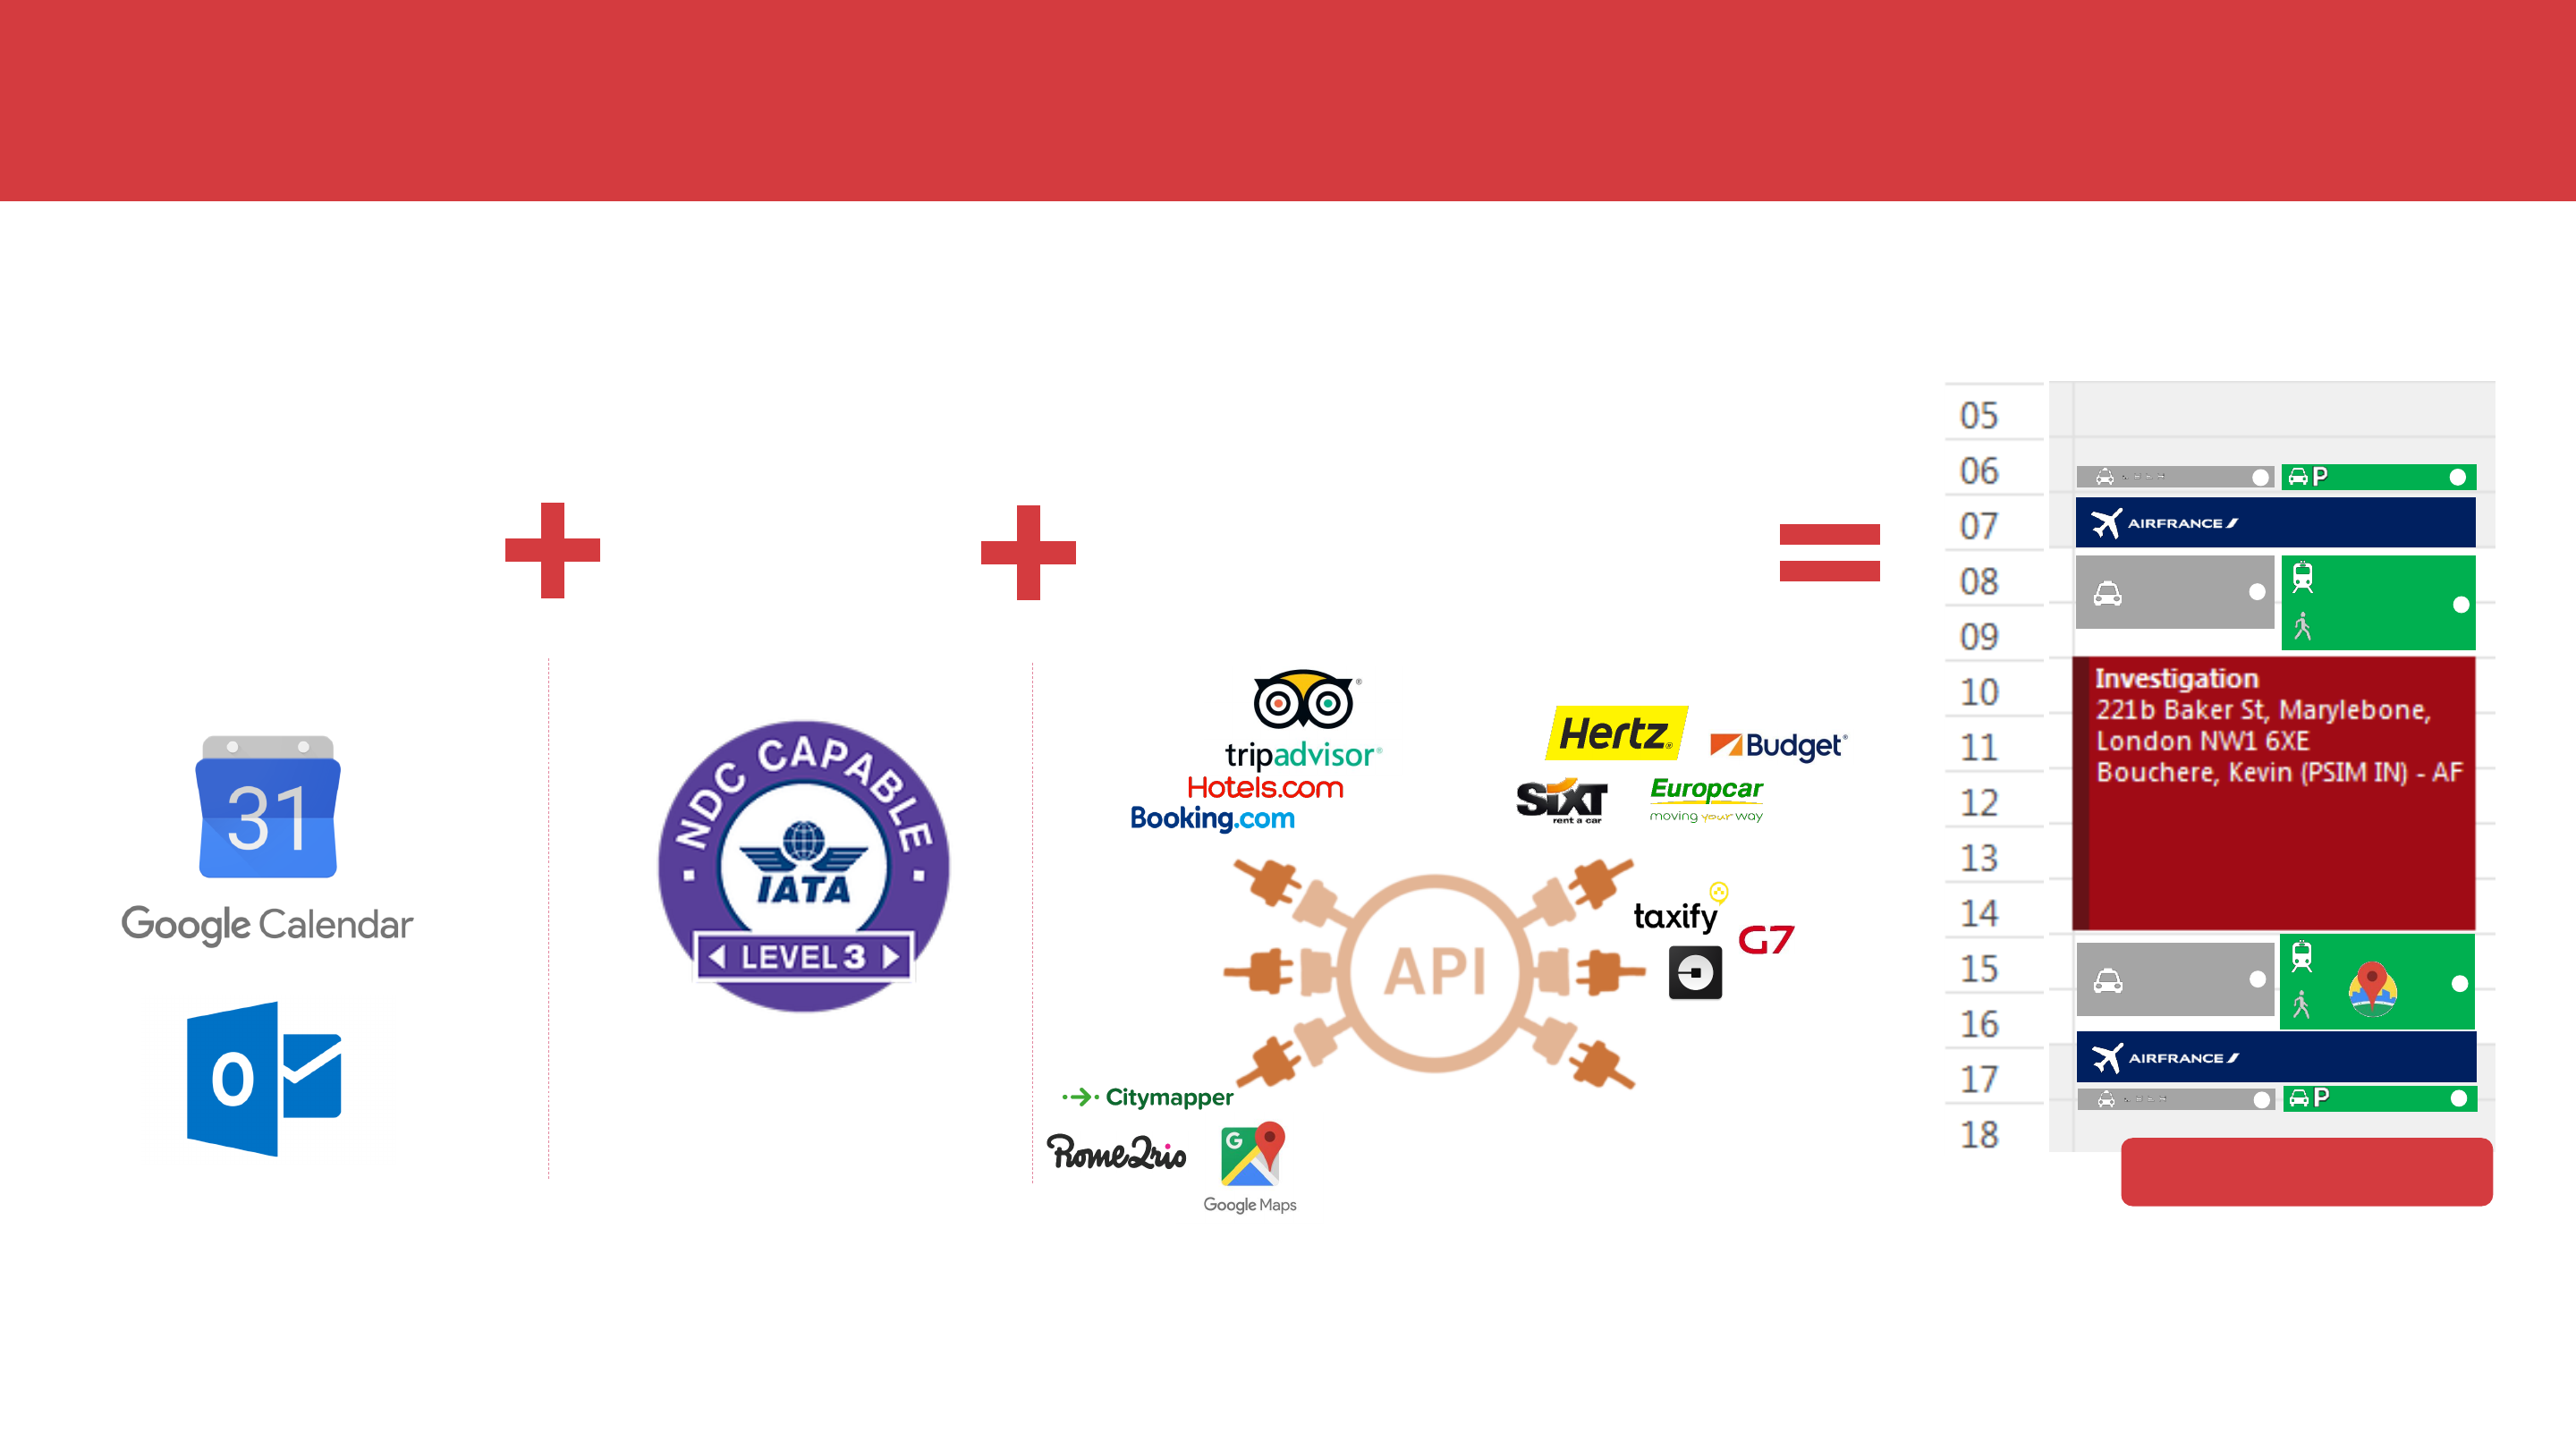 31
Google Calendar
NDC CAPABLE
IATA
LEVEL 3
tripadvisor®
Hotels.com
Booking.com
Hertz®
Budget®
SiXT
rent a car
Europcar
moving your way
API
taxify
G7
Citymapper
Rome2rio
G
Google Maps
05
06
P
07
AIRFRANCE
08
09
10
Investigation
221b Baker St, Marylebone,
London NW1 6XE
Bouchere, Kevin (PSIM IN) - AF
11
12
13
14
15
16
AIRFRANCE
17
P
18